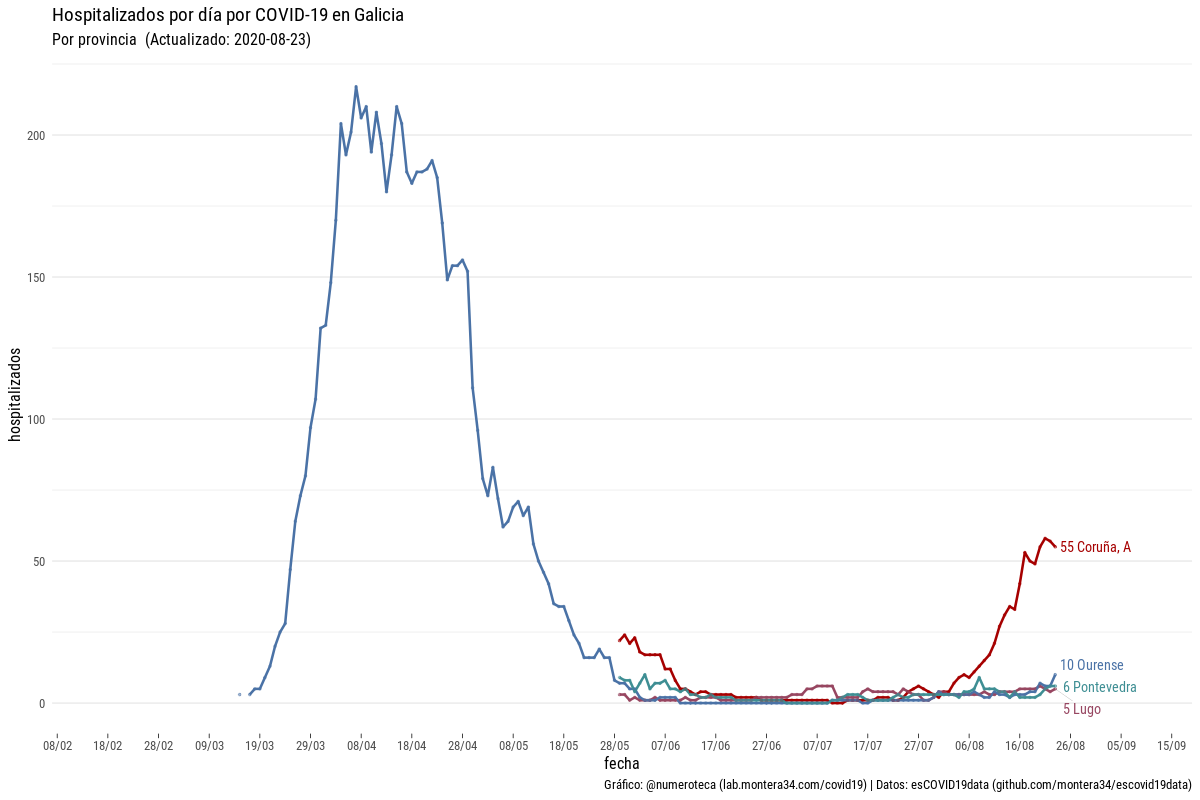 Hospitalizados por día por COVID-19 en Galicia
Por provincia (Actualizado: 2020-08-23)
hospitalizados
200
150
100
50
0
55 Coruña, A
10 Ourense
6 Pontevedra
5 Lugo
08/02 18/02 28/02 09/03 19/03 29/03 08/04 18/04 28/04 08/05 18/05 28/05 07/06 17/06 27/06 07/07 17/07 27/07 06/08 16/08 26/08 05/09 15/09
fecha
Gráfico: @numeroteca (lab.montera34.com/covid19) | Datos: esCOVID19data (github.com/montera34/escovid19data)